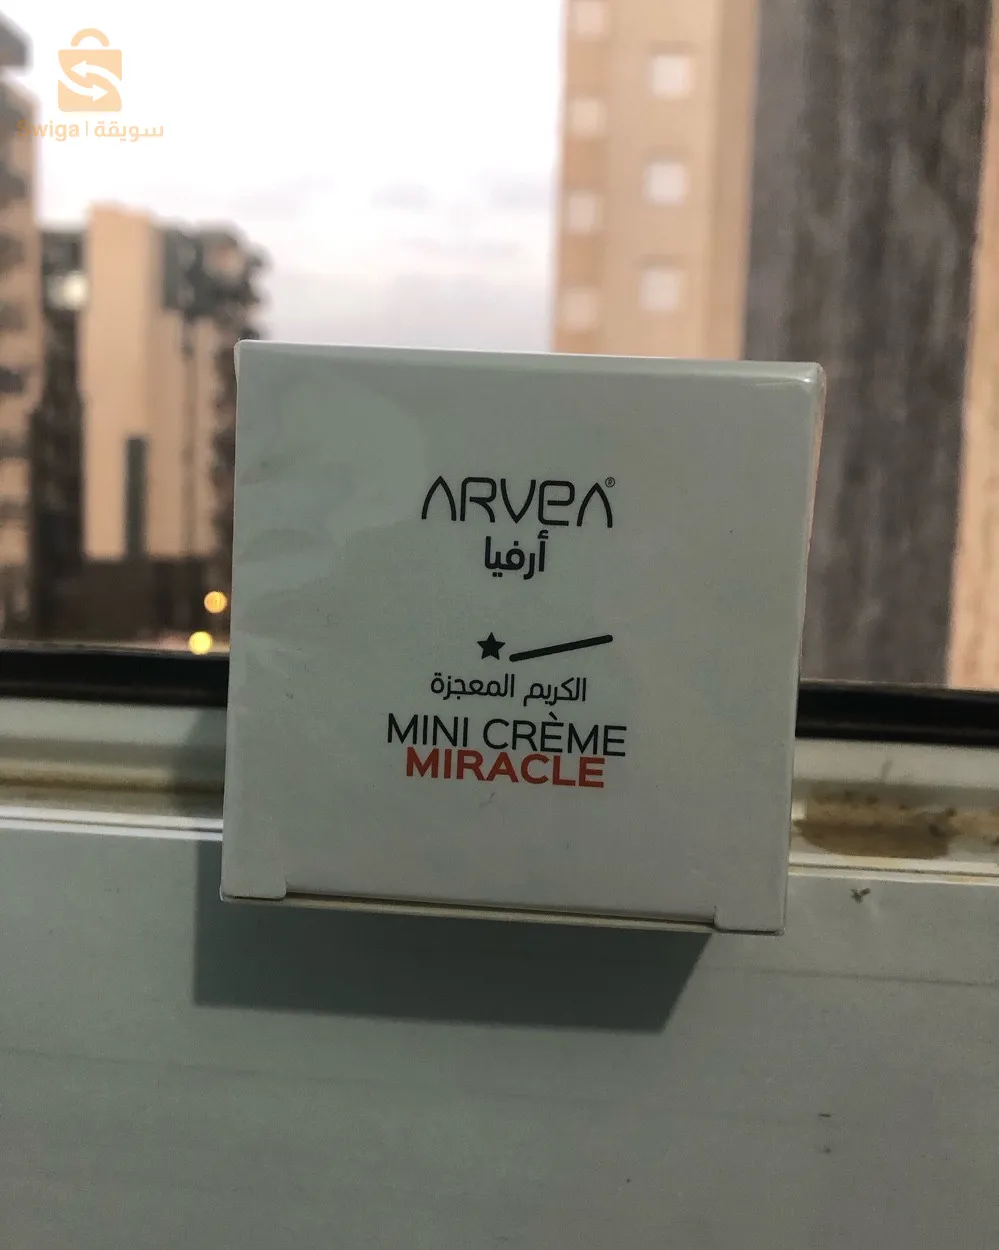 Swiga | سويقة
ARVEA®
أرفيا
الكريم المعجزة
MINI CRÈME
MIRACLE